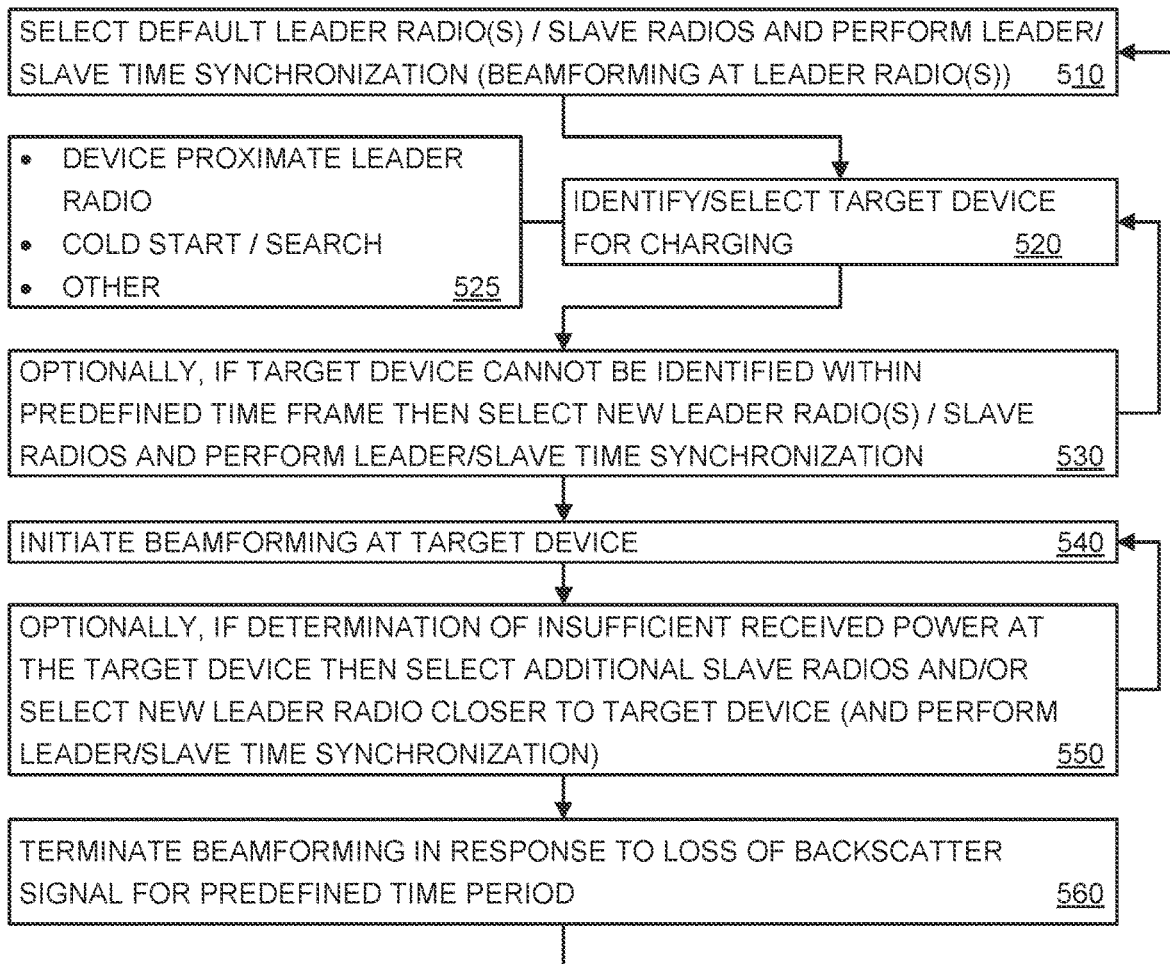 SELECT DEFAULT LEADER RADIO(S) / SLAVE RADIOS AND PERFORM LEADER/
SLAVE TIME SYNCHRONIZATION (BEAMFORMING AT LEADER RADIO(S)) 510
• DEVICE PROXIMATE LEADER
RADIO
• COLD START / SEARCH
• OTHER 525
IDENTIFY/SELECT TARGET DEVICE
FOR CHARGING 520
OPTIONALLY, IF TARGET DEVICE CANNOT BE IDENTIFIED WITHIN
PREDEFINED TIME FRAME THEN SELECT NEW LEADER RADIO(S) / SLAVE
RADIOS AND PERFORM LEADER/SLAVE TIME SYNCHRONIZATION 530
INITIATE BEAMFORMING AT TARGET DEVICE 540
OPTIONALLY, IF DETERMINATION OF INSUFFICIENT RECEIVED POWER AT
THE TARGET DEVICE THEN SELECT ADDITIONAL SLAVE RADIOS AND/OR
SELECT NEW LEADER RADIO CLOSER TO TARGET DEVICE (AND PERFORM
LEADER/SLAVE TIME SYNCHRONIZATION) 550
TERMINATE BEAMFORMING IN RESPONSE TO LOSS OF BACKSCATTER
SIGNAL FOR PREDEFINED TIME PERIOD 560